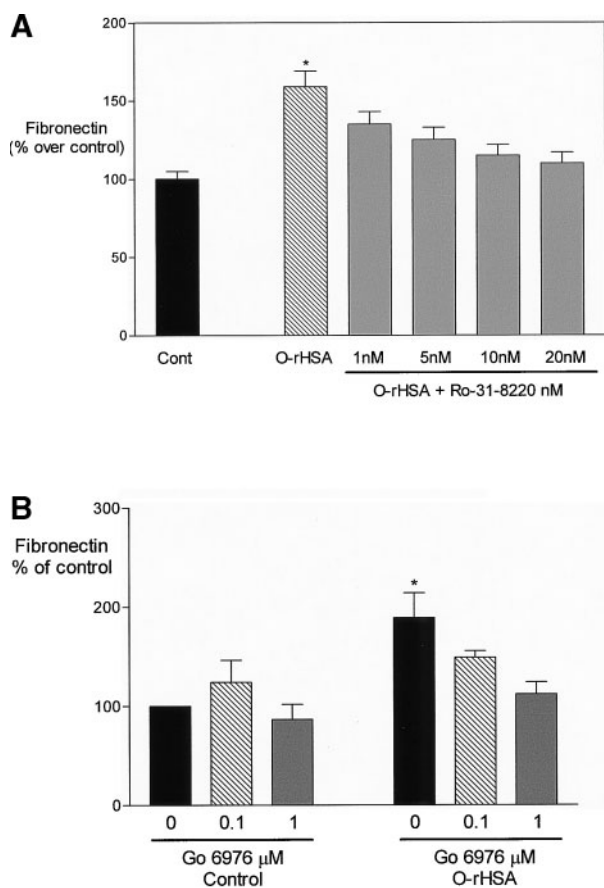 A
200
150
Fibronectin
(% over control)
100
50
0
*
Cont
O-rHSA
1nM
5nM
10nM
20nM
O-rHSA + Ro-31-8220 nM
B
300
Fibronectin
% of control
200
100
0
*
0
0.1
1
0
0.1
1
Go 6976 μM
Control
Go 6976 μM
O-rHSA